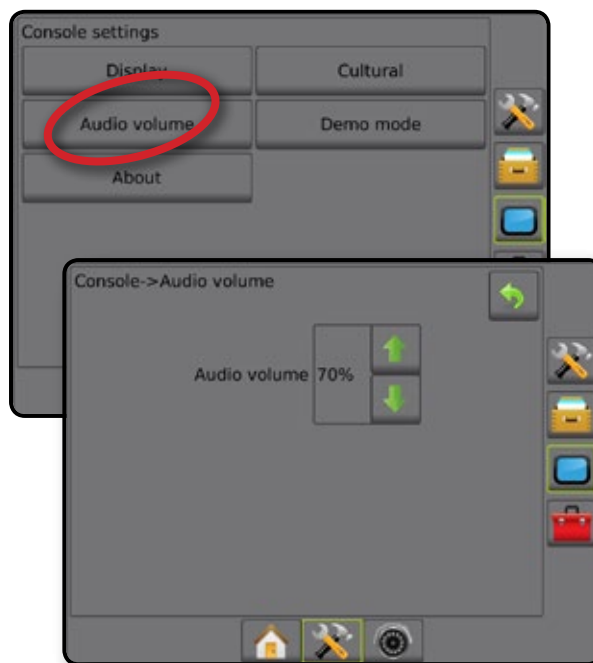 Console settings
Display
Cultural
Audio volume
Demo mode
About
Console->Audio volume
Audio volume 70%